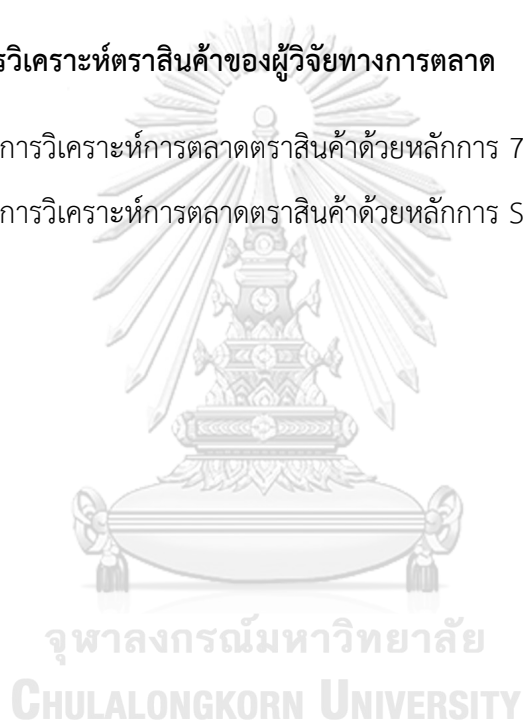 รวิเคราะห์ตราสินค้าของผู้วิจัยทางการตลาด
การวิเคราะห์การตลาดตราสินค้าด้วยหลักการ 7
การวิเคราะห์การตลาดตราสินค้าด้วยหลักการ S
จุฬาลงกรณ์มหาวิทยาลัย
CHULALONGKORN UNIVERSITY